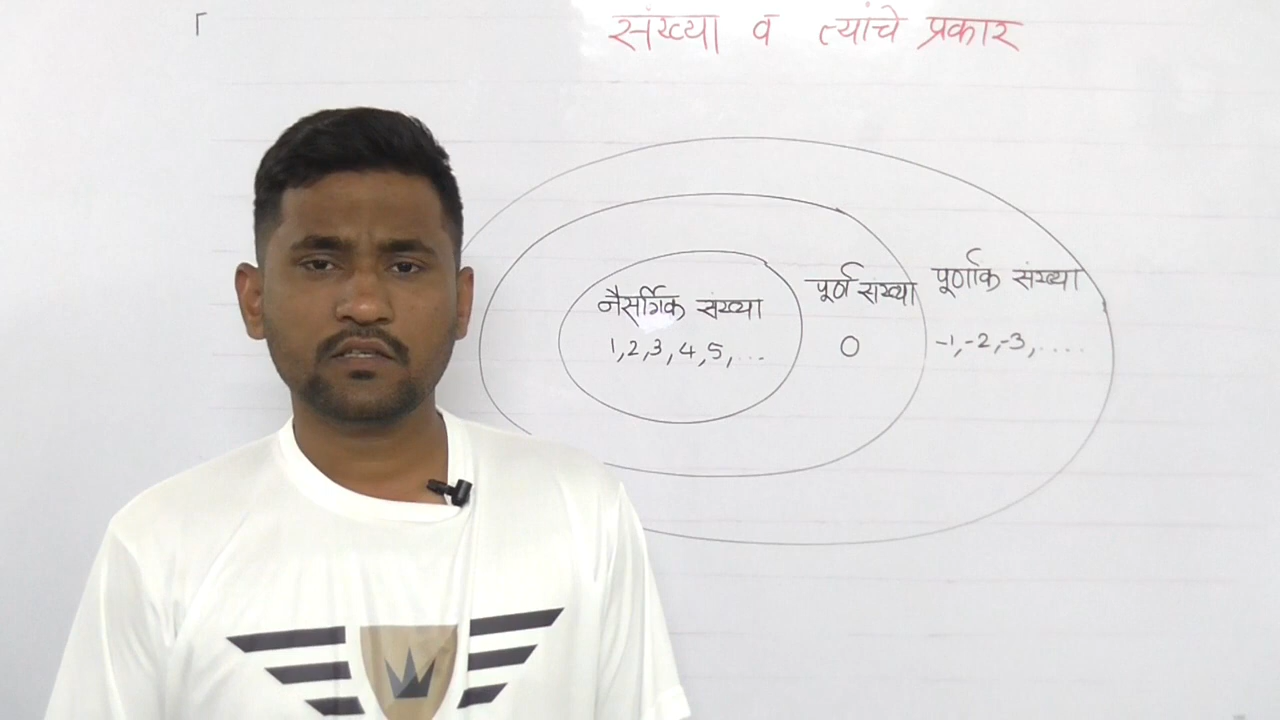 संख्या व त्यांचे प्रकार
नैसर्गिक संख्या
1,2,3,4,5,...
पूर्ण संख्या
0
पूर्णांक संख्या
-1,-2,-3,.....